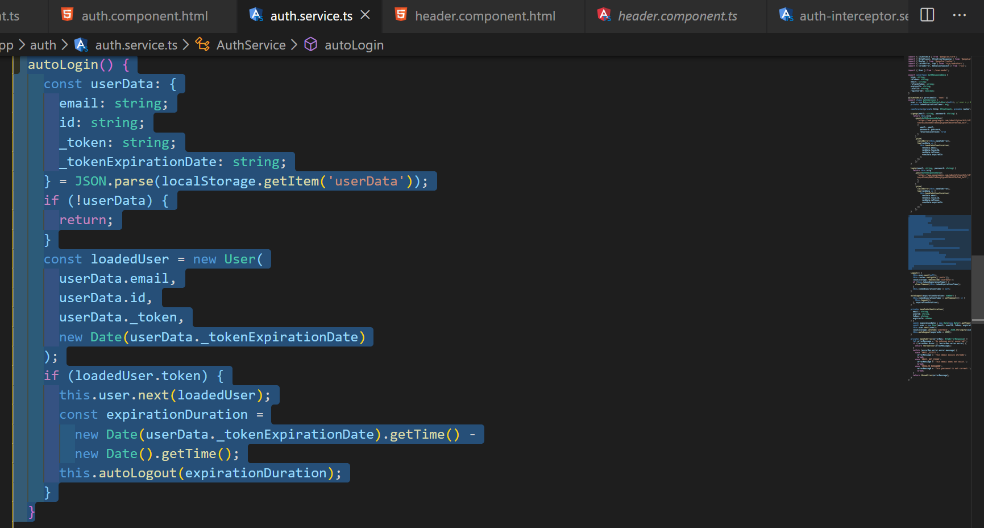 nt.ts
auth.component.html
auth.service.ts
header.component.html
header.component.ts
auth-interceptor.se
pp > auth > auth.service.ts > AuthService > autoLogin
autoLogin() {
const userData: {
email: string;
id: string;
_token: string;
_tokenExpirationDate: string;
} = JSON.parse(localStorage.getItem('userData'));
if (!userData) {
return;
}
const loadedUser = new User(
userData.email,
userData.id,
userData._token,
new Date(userData._tokenExpirationDate)
);
if (loadedUser.token) {
this.user.next(loadedUser);
const expirationDuration =
new Date(userData._tokenExpirationDate).getTime() -
new Date().getTime();
this.autoLogout(expirationDuration);
}
}